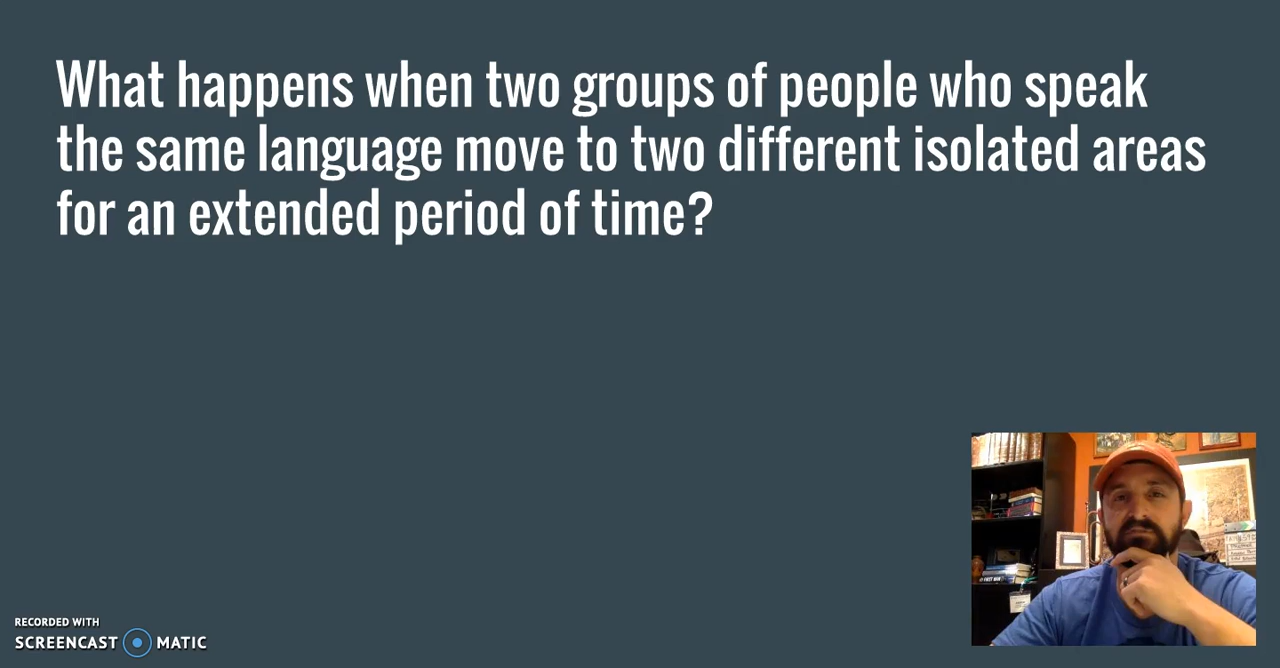 What happens when two groups of people who speak
the same language move to two different isolated areas
for an extended period of time?
RECORDED WITH
SCREENCAST MATIC